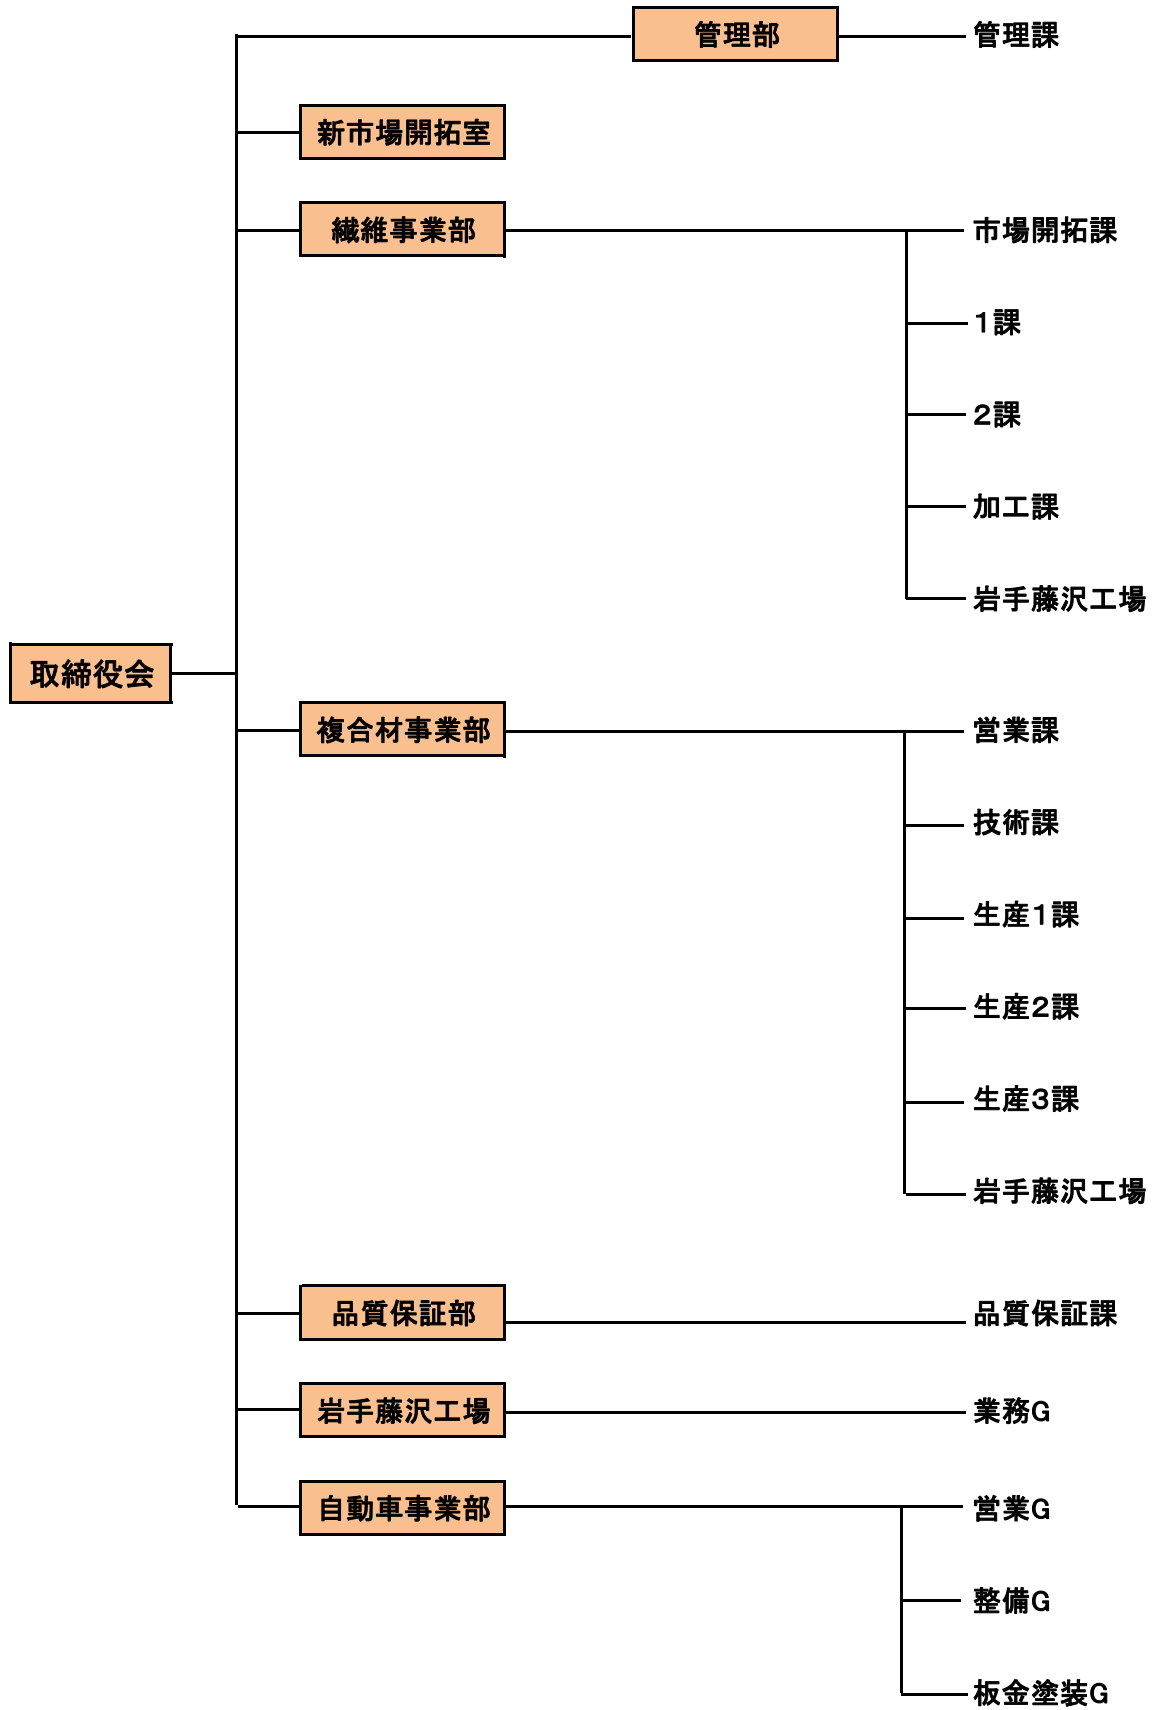 管理部
管理課
新市場開拓室
繊維事業部
市場開拓課
1課
2課
加工課
岩手藤沢工場
取締役会
複合材事業部
営業課
技術課
生産1課
生産2課
生産3課
岩手藤沢工場
品質保証部
品質保証課
岩手藤沢工場
業務G
自動車事業部
営業G
整備G
板金塗装G